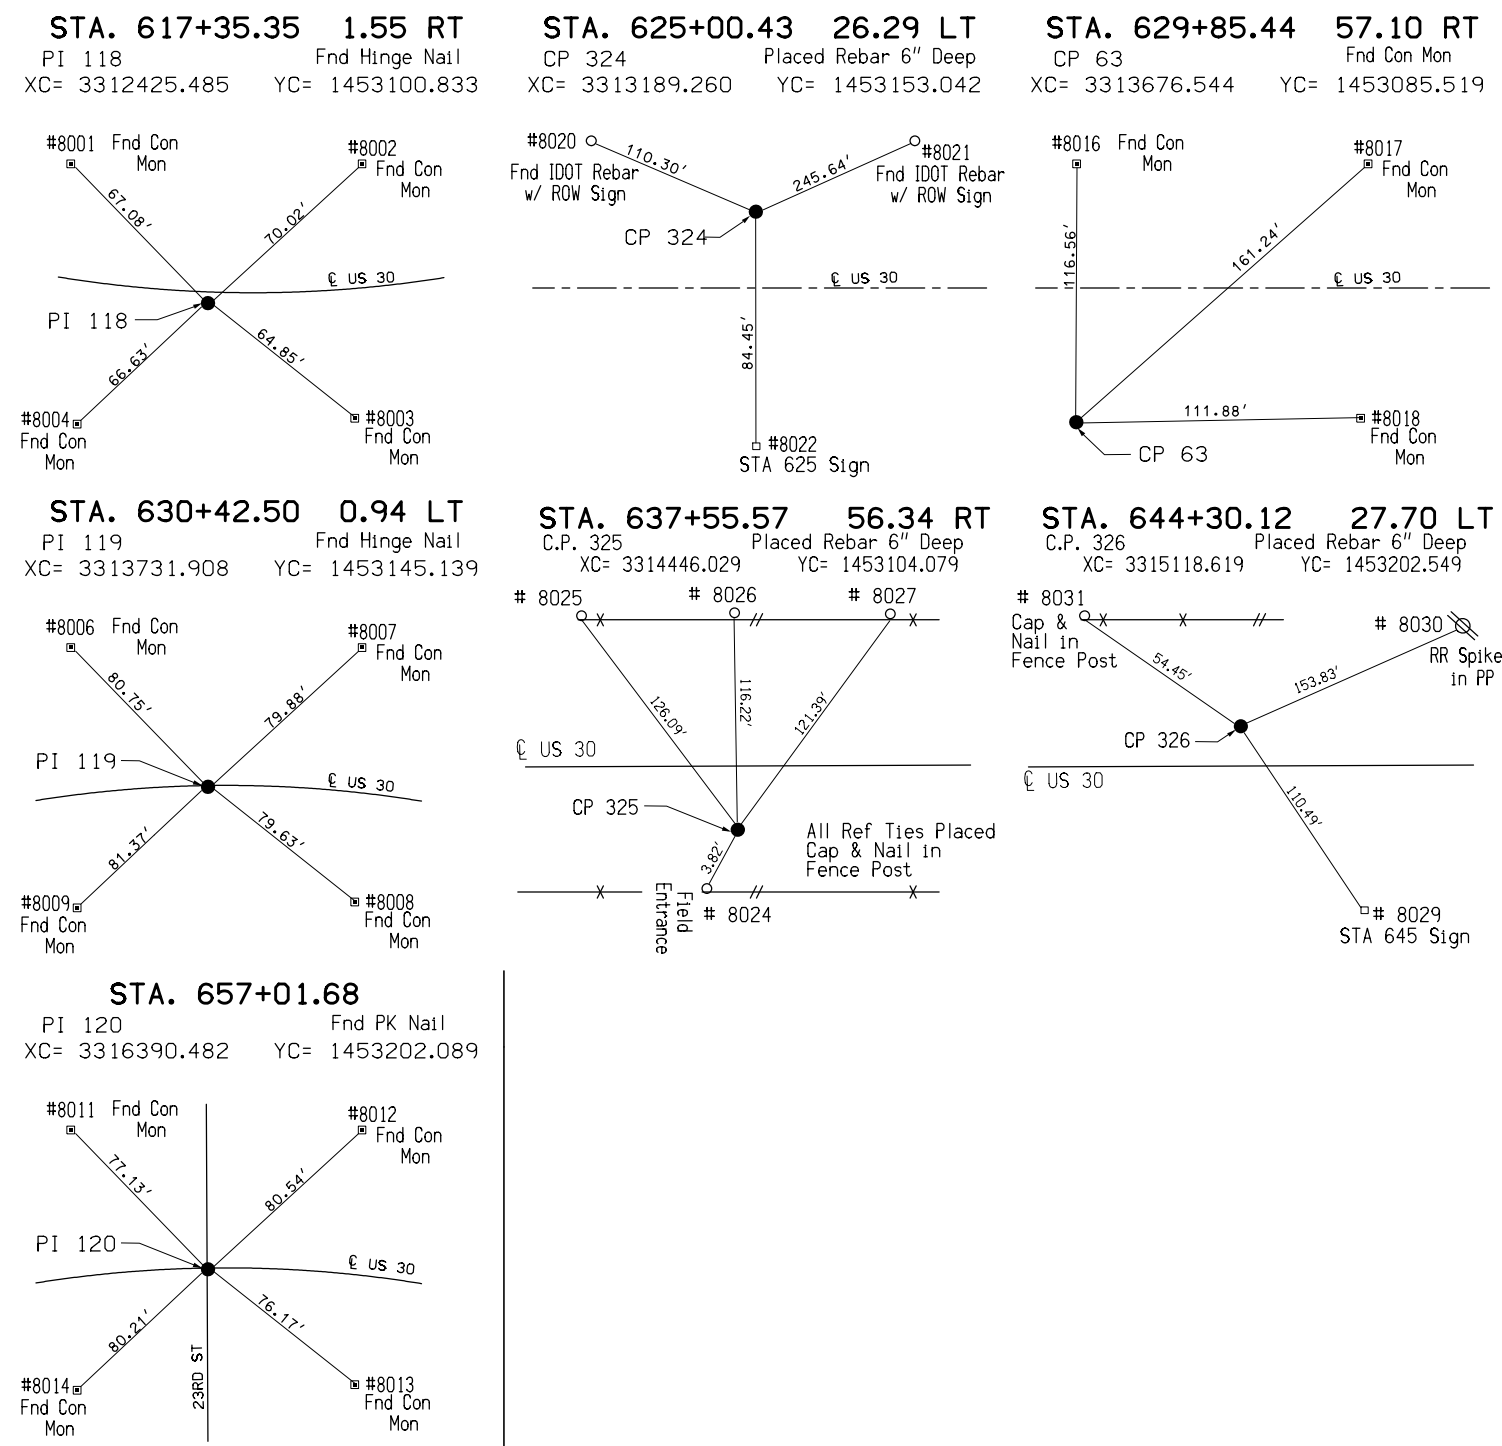 STA. 617+35.35 1.55 RT
PI 118 Fnd Hinge Nail
XC= 3312425.485 YC= 1453100.833
#8001 Fnd Con
Mon
#8002
Fnd Con
Mon
67.08'
70.02'
℄ US 30
PI 118
66.63'
64.85'
#8004
Fnd Con
Mon
#8003
Fnd Con
Mon
STA. 625+00.43 26.29 LT
CP 324 Placed Rebar 6" Deep
XC= 3313189.260 YC= 1453153.042
#8020
Fnd IDOT Rebar
w/ ROW Sign
110.30'
245.64'
#8021
Fnd IDOT Rebar
w/ ROW Sign
CP 324
℄ US 30
84.45'
#8022
STA 625 Sign
STA. 629+85.44 57.10 RT
CP 63 Fnd Con Mon
XC= 3313676.544 YC= 1453085.519
#8016 Fnd Con
Mon
#8017
Fnd Con
Mon
116.56'
161.24'
℄ US 30
111.88'
#8018
Fnd Con
Mon
CP 63
STA. 630+42.50 0.94 LT
PI 119 Fnd Hinge Nail
XC= 3313731.908 YC= 1453145.139
#8006 Fnd Con
Mon
#8007
Fnd Con
Mon
80.75'
79.88'
PI 119
℄ US 30
81.37'
79.63'
#8009
Fnd Con
Mon
#8008
Fnd Con
Mon
STA. 637+55.57 56.34 RT
C.P. 325 Placed Rebar 6" Deep
XC= 3314446.029 YC= 1453104.079
# 8025 # 8026 # 8027
126.09'
116.22'
121.39'
℄ US 30
CP 325
All Ref Ties Placed
Cap & Nail in
Fence Post
3.82'
Field
Entrance
# 8024
STA. 644+30.12 27.70 LT
C.P. 326 Placed Rebar 6" Deep
XC= 3315118.619 YC= 1453202.549
# 8031
Cap &
Nail in
Fence Post
# 8030
RR Spike
in PP
54.45'
153.83'
CP 326
℄ US 30
110.49'
# 8029
STA 645 Sign
STA. 657+01.68
PI 120 Fnd PK Nail
XC= 3316390.482 YC= 1453202.089
#8011 Fnd Con
Mon
#8012
Fnd Con
Mon
77.13'
80.54'
PI 120
℄ US 30
80.21'
76.17'
23RD ST
#8014
Fnd Con
Mon
#8013
Fnd Con
Mon